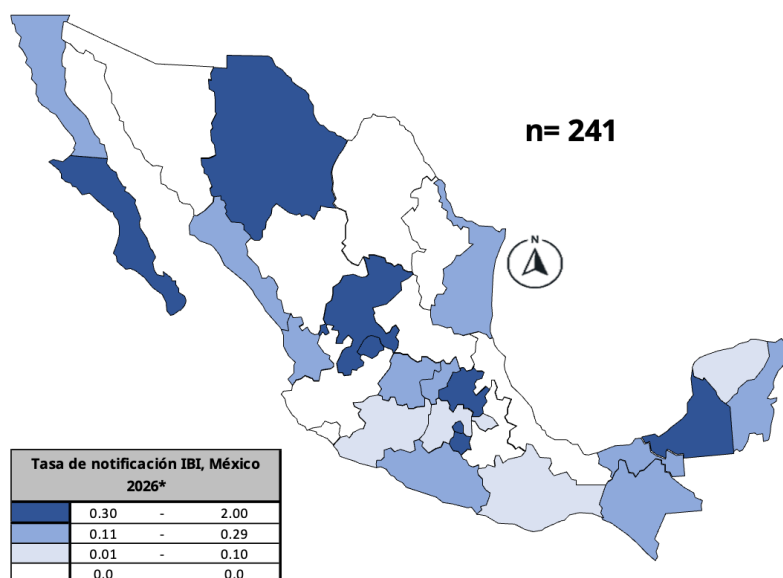 n= 241
N
Tasa de notificación IBI, México
2026*
0.30 - 2.00
0.11 - 0.29
0.01 - 0.10
0.0 0.0